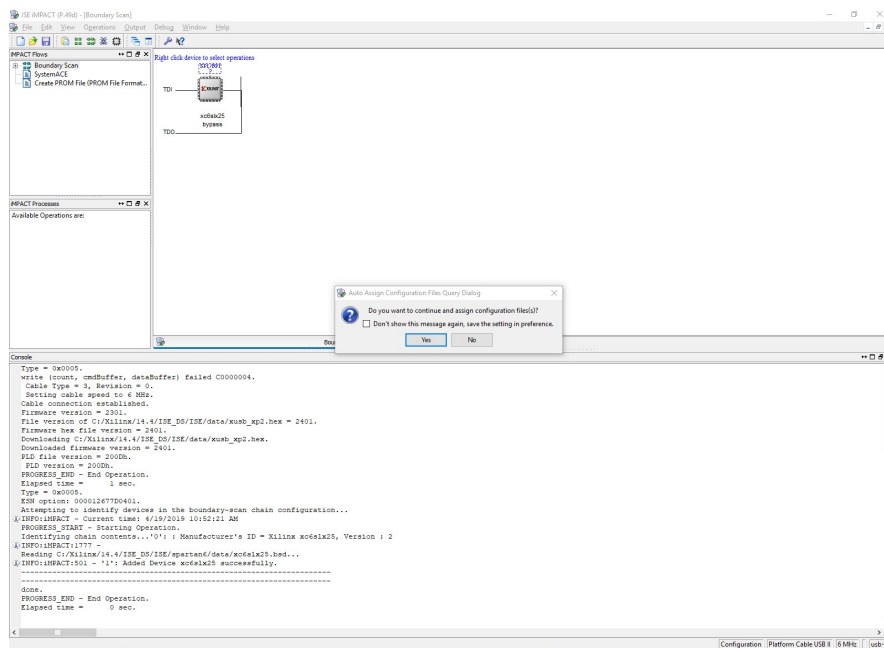 ISE iMPACT (P.49d) - [Boundary Scan]
File Edit View Operations Output Debug Window Help
iMPACT Flows
Boundary Scan
SystemACE
Create PROM File (PROM File Format...
Right click device to select operations
TDI
XILINX
xc6slx25
bypass
TDO
iMPACT Processes
Available Operations are:
Auto Assign Configuration Files Query Dialog
Do you want to continue and assign configuration files(s)?
Don't show this message again, save the setting in preference.
Yes No
Bou
Console
Type = 0x0005.
write (count, cmdBuffer, dataBuffer) failed C0000004.
Cable Type = 3, Revision = 0.
Setting cable speed to 6 MHz.
Cable connection established.
Firmware version = 2301.
File version of C:/Xilinx/14.4/ISE_DS/ISE/data/xusb_xp2.hex = 2401.
Firmware hex file version = 2401.
Downloading C:/Xilinx/14.4/ISE_DS/ISE/data/xusb_xp2.hex.
Downloaded firmware version = 2401.
PLD file version = 200Dh.
PLD version = 200Dh.
PROGRESS_END - End Operation.
Elapsed time = 1 sec.
Type = 0x0005.
ESN option: 000012677D0401.
Attempting to identify devices in the boundary-scan chain configuration...
INFO:iMPACT - Current time: 4/19/2019 10:52:21 AM
PROGRESS_START - Starting Operation.
Identifying chain contents...'0': : Manufacturer's ID = Xilinx xc6slx25, Version : 2
INFO:iMPACT:1777 -
Reading C:/Xilinx/14.4/ISE_DS/ISE/spartan6/data/xc6slx25.bsd...
INFO:iMPACT:501 - '1': Added Device xc6slx25 successfully.
----------------------------------------------------------------------
----------------------------------------------------------------------
done.
PROGRESS_END - End Operation.
Elapsed time = 0 sec.
Configuration Platform Cable USB II 6 MHz usb-